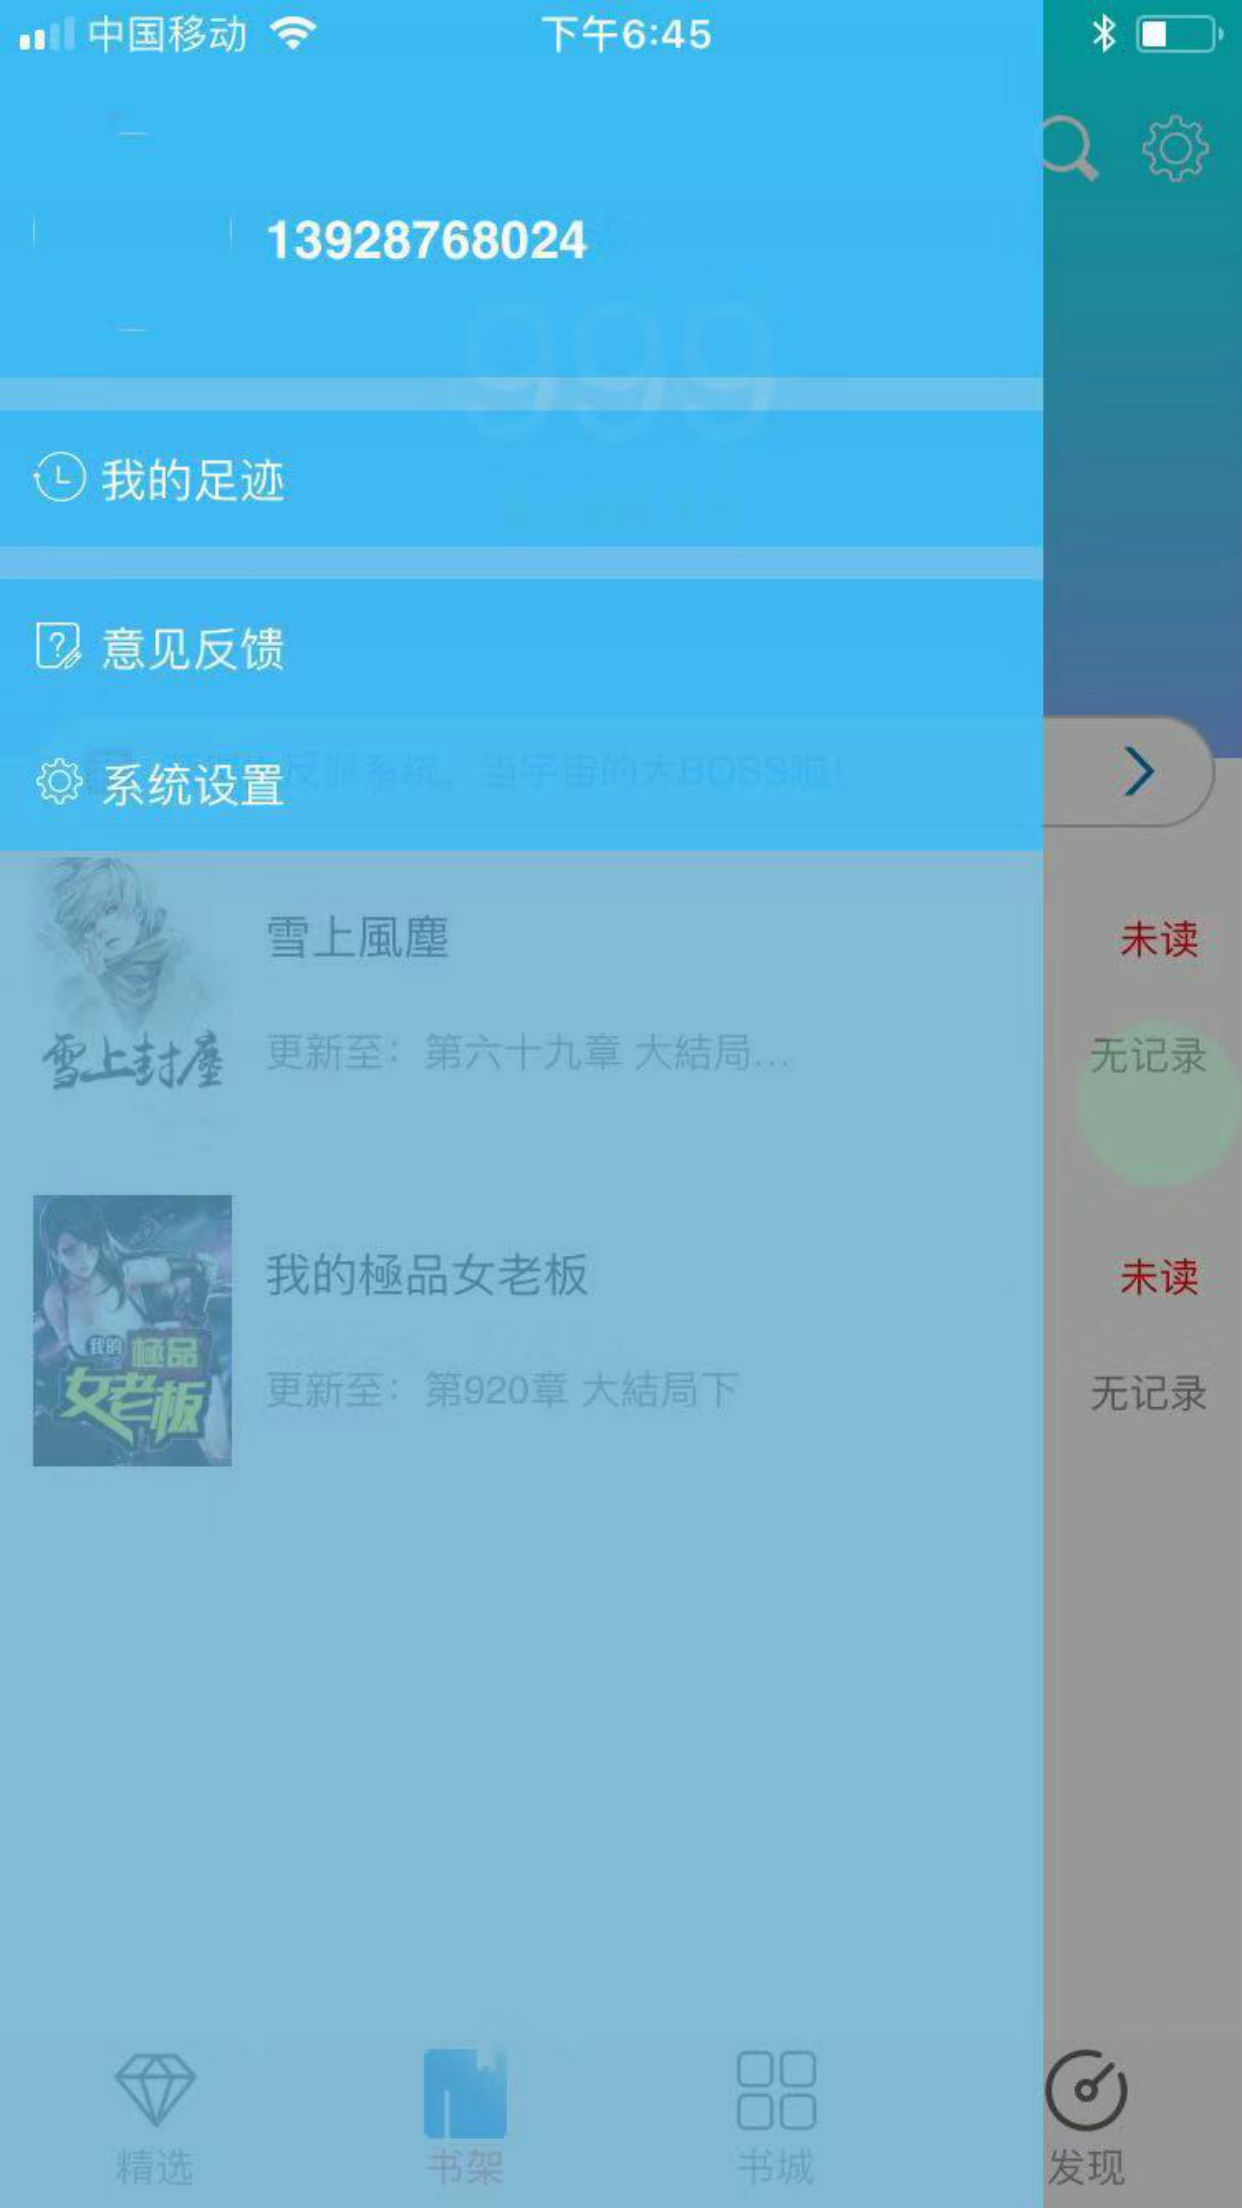 中国移动 下午6:45
13928768024
999
我的足迹
意见反馈
系统设置 反派系统，当宇宙的大BOSS啦！
雪上風塵 未读
雪上封塵
更新至：第六十九章 大結局... 无记录
我的極品女老板 未读
我的 極品
女老板
更新至：第920章 大結局下 无记录
精选 书架 书城 发现